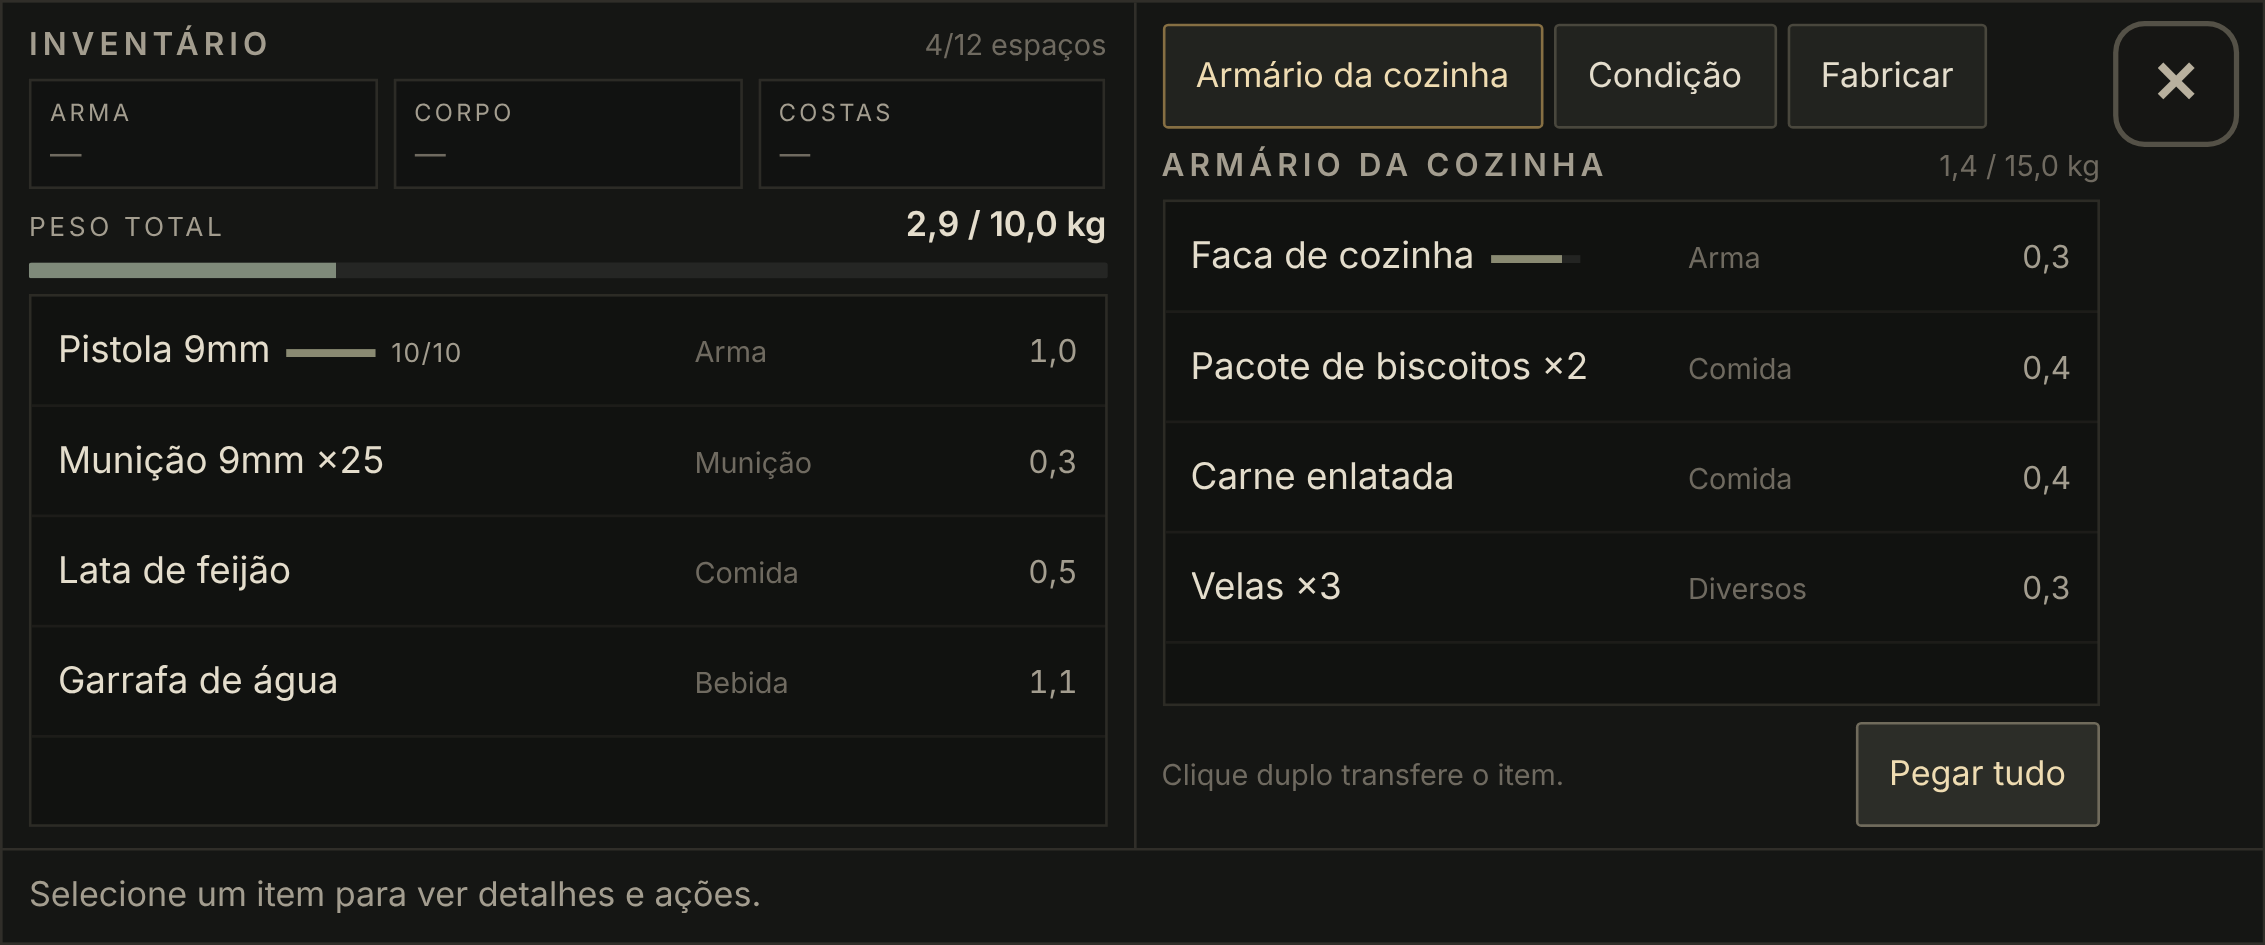 INVENTÁRIO 4/12 espaços
ARMA CORPO COSTAS
— — —
PESO TOTAL 2,9 / 10,0 kg
Pistola 9mm 10/10 Arma 1,0
Munição 9mm ×25 Munição 0,3
Lata de feijão Comida 0,5
Garrafa de água Bebida 1,1
Armário da cozinha Condição Fabricar ×
ARMÁRIO DA COZINHA 1,4 / 15,0 kg
Faca de cozinha Arma 0,3
Pacote de biscoitos ×2 Comida 0,4
Carne enlatada Comida 0,4
Velas ×3 Diversos 0,3
Clique duplo transfere o item. Pegar tudo
Selecione um item para ver detalhes e ações.